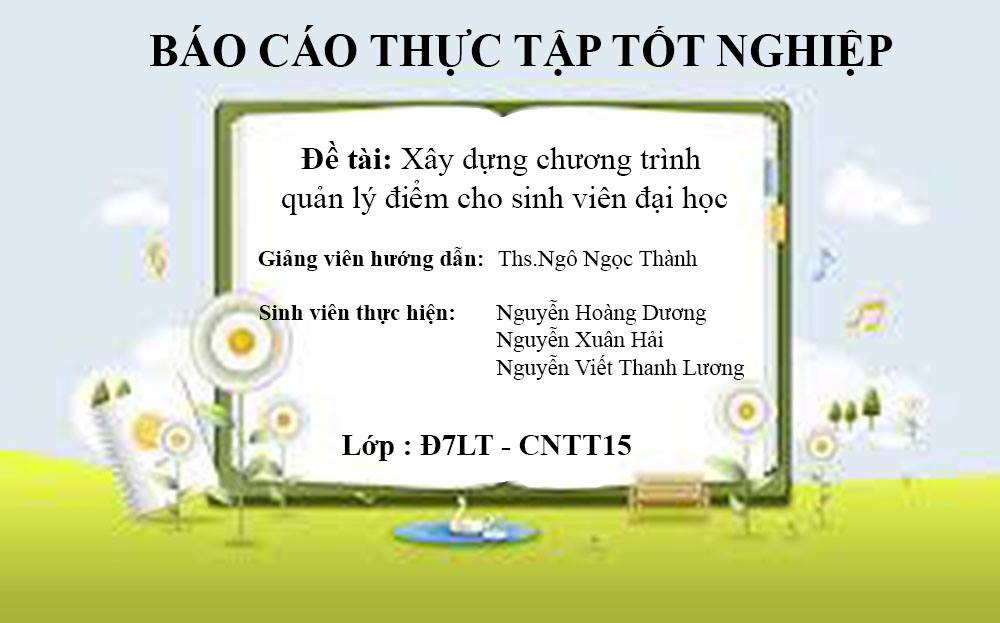 BÁO CÁO THỰC TẬP TỐT NGHIỆP
Đề tài: Xây dựng chương trình
quản lý điểm cho sinh viên đại học
Giảng viên hướng dẫn: Ths.Ngô Ngọc Thành
Sinh viên thực hiện: Nguyễn Hoàng Dương
Nguyễn Xuân Hải
Nguyễn Viết Thanh Lương
Lớp : Đ7LT - CNTT15